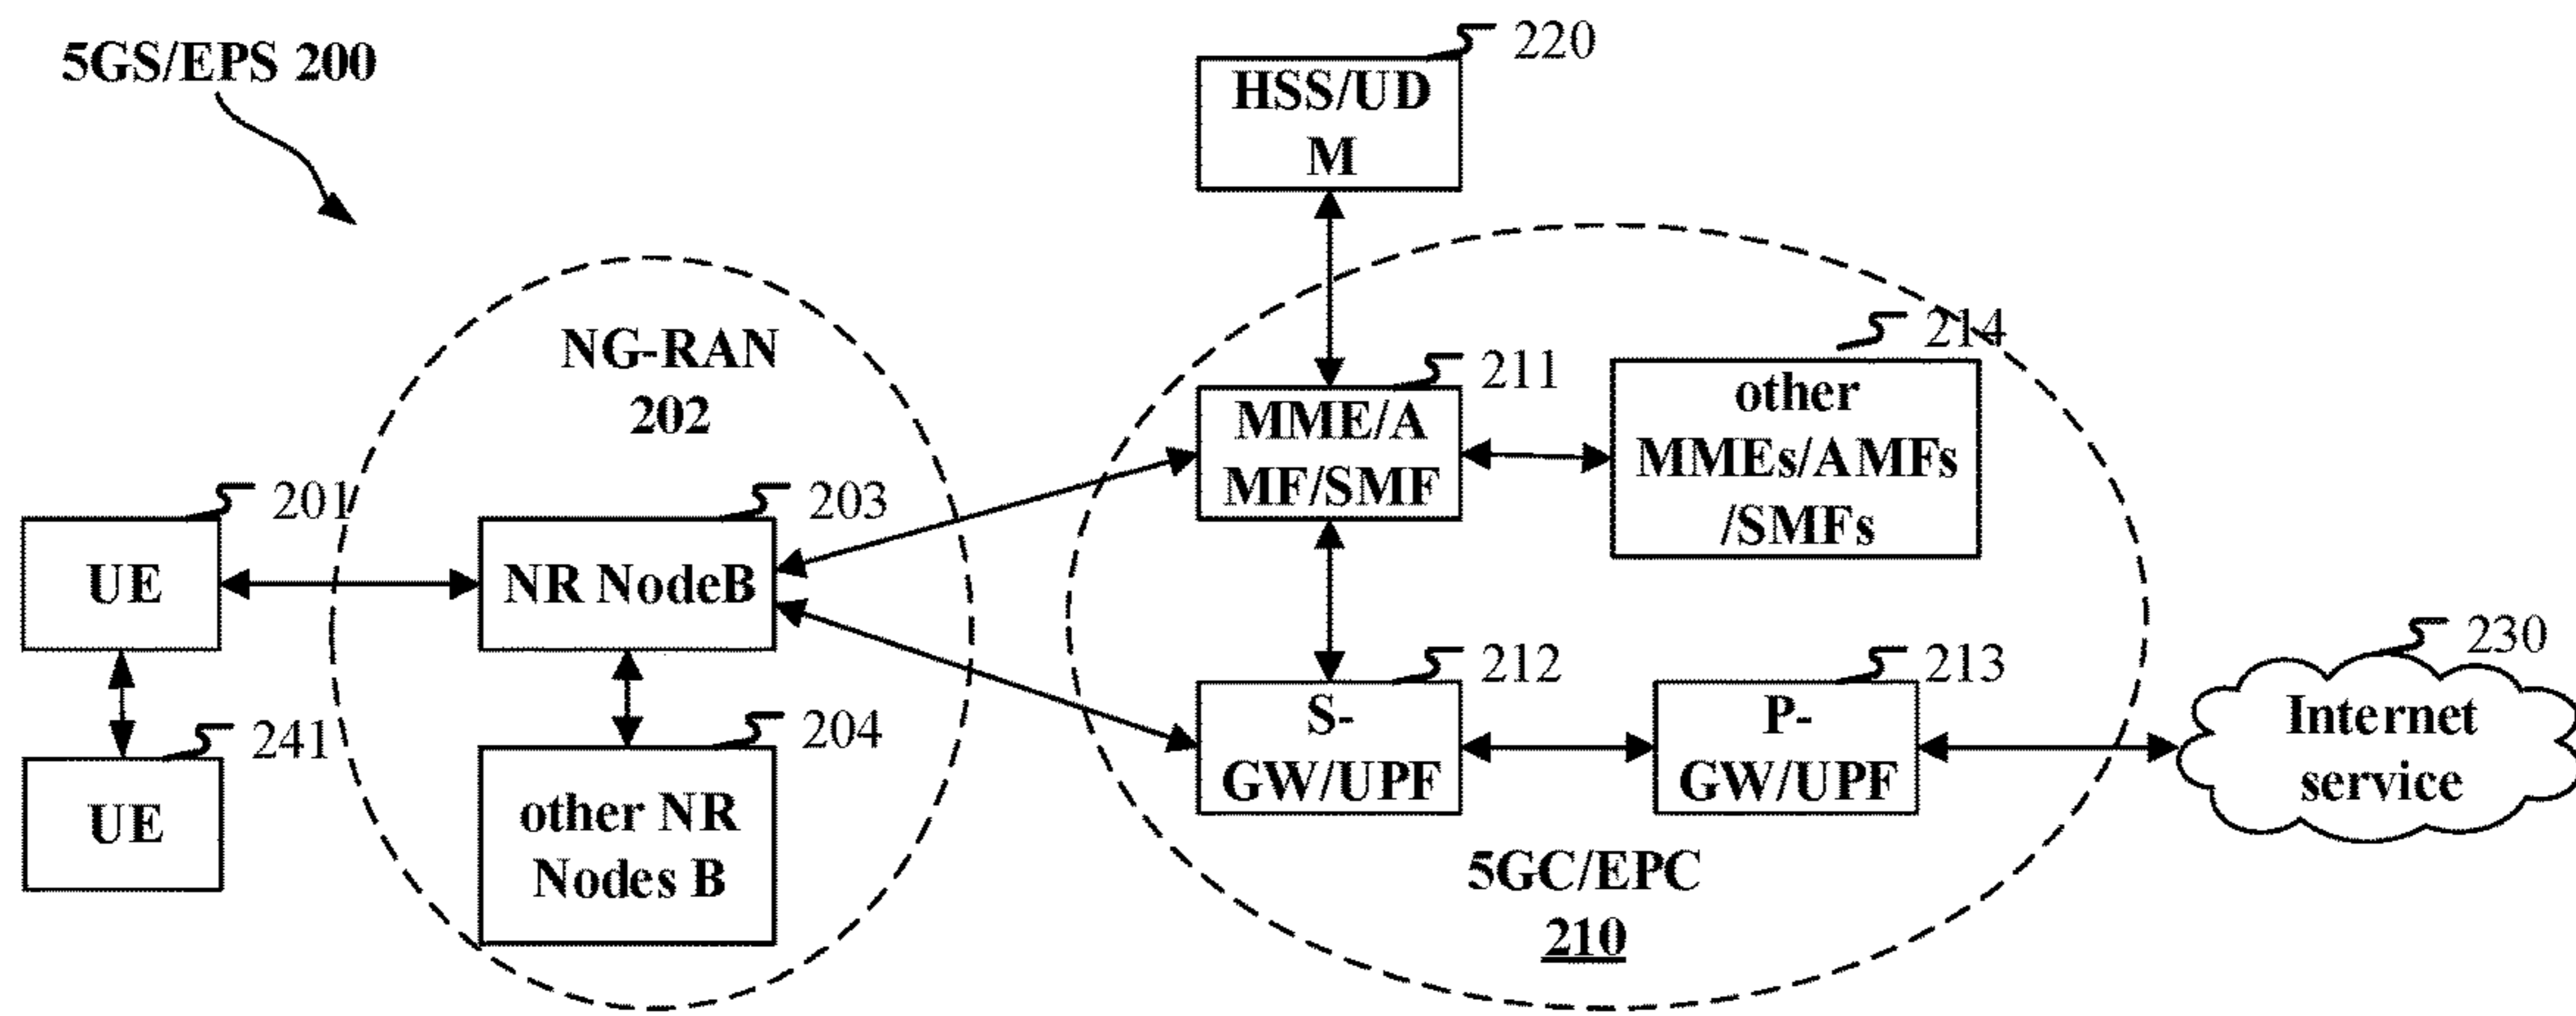 5GS/EPS 200
220
HSS/UD
M
NG-RAN
202
211
MME/A
MF/SMF
214
other
MMEs/AMFs
/SMFs
201
UE
203
NR NodeB
241
UE
204
other NR
Nodes B
212
S-
GW/UPF
213
P-
GW/UPF
230
Internet
service
5GC/EPC
210